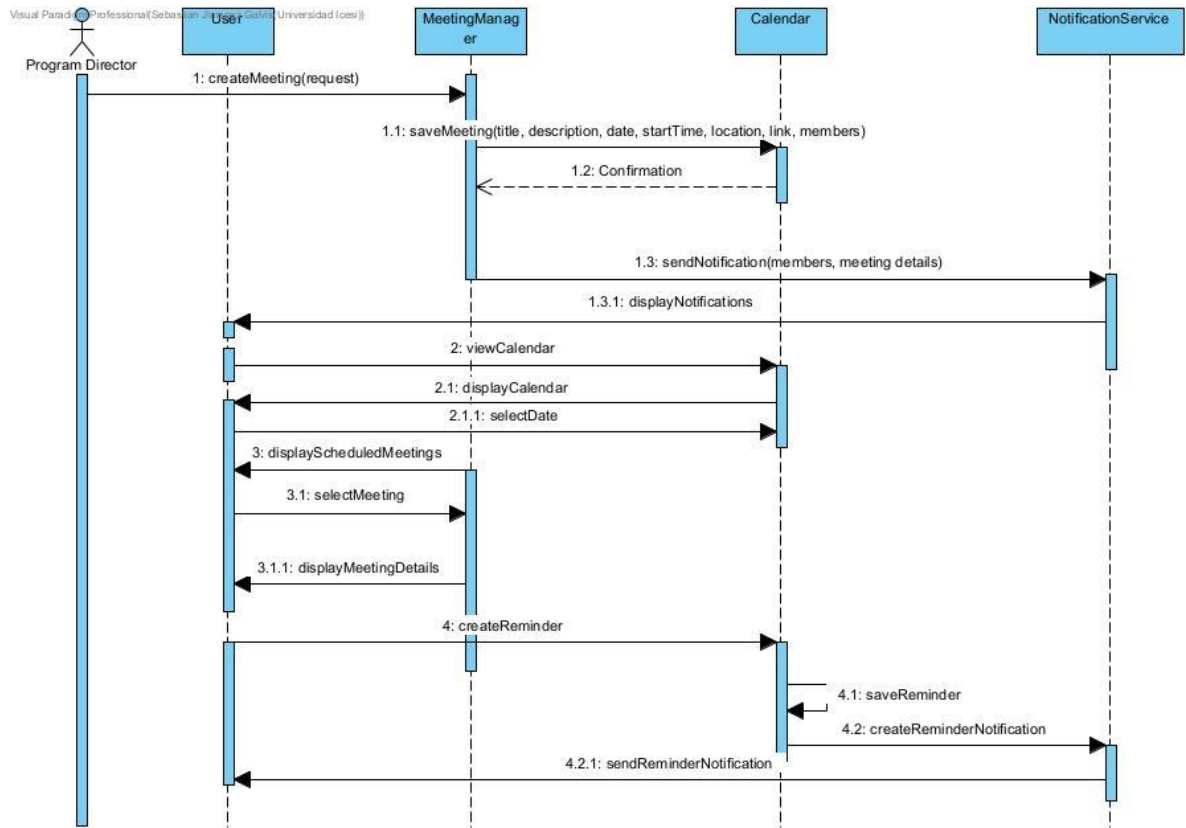 Visual Paradigm Professional(Sebastian Universidad Icesi))
User
MeetingManag
er
Calendar
NotificationService
Program Director
1: createMeeting(request)
1.1: saveMeeting(title, description, date, startTime, location, link, members)
1.2: Confirmation
1.3: sendNotification(members, meeting details)
1.3.1: displayNotifications
2: viewCalendar
2.1: displayCalendar
2.1.1: selectDate
3: displayScheduledMeetings
3.1: selectMeeting
3.1.1: displayMeetingDetails
4: createReminder
4.1: saveReminder
4.2: createReminderNotification
4.2.1: sendReminderNotification